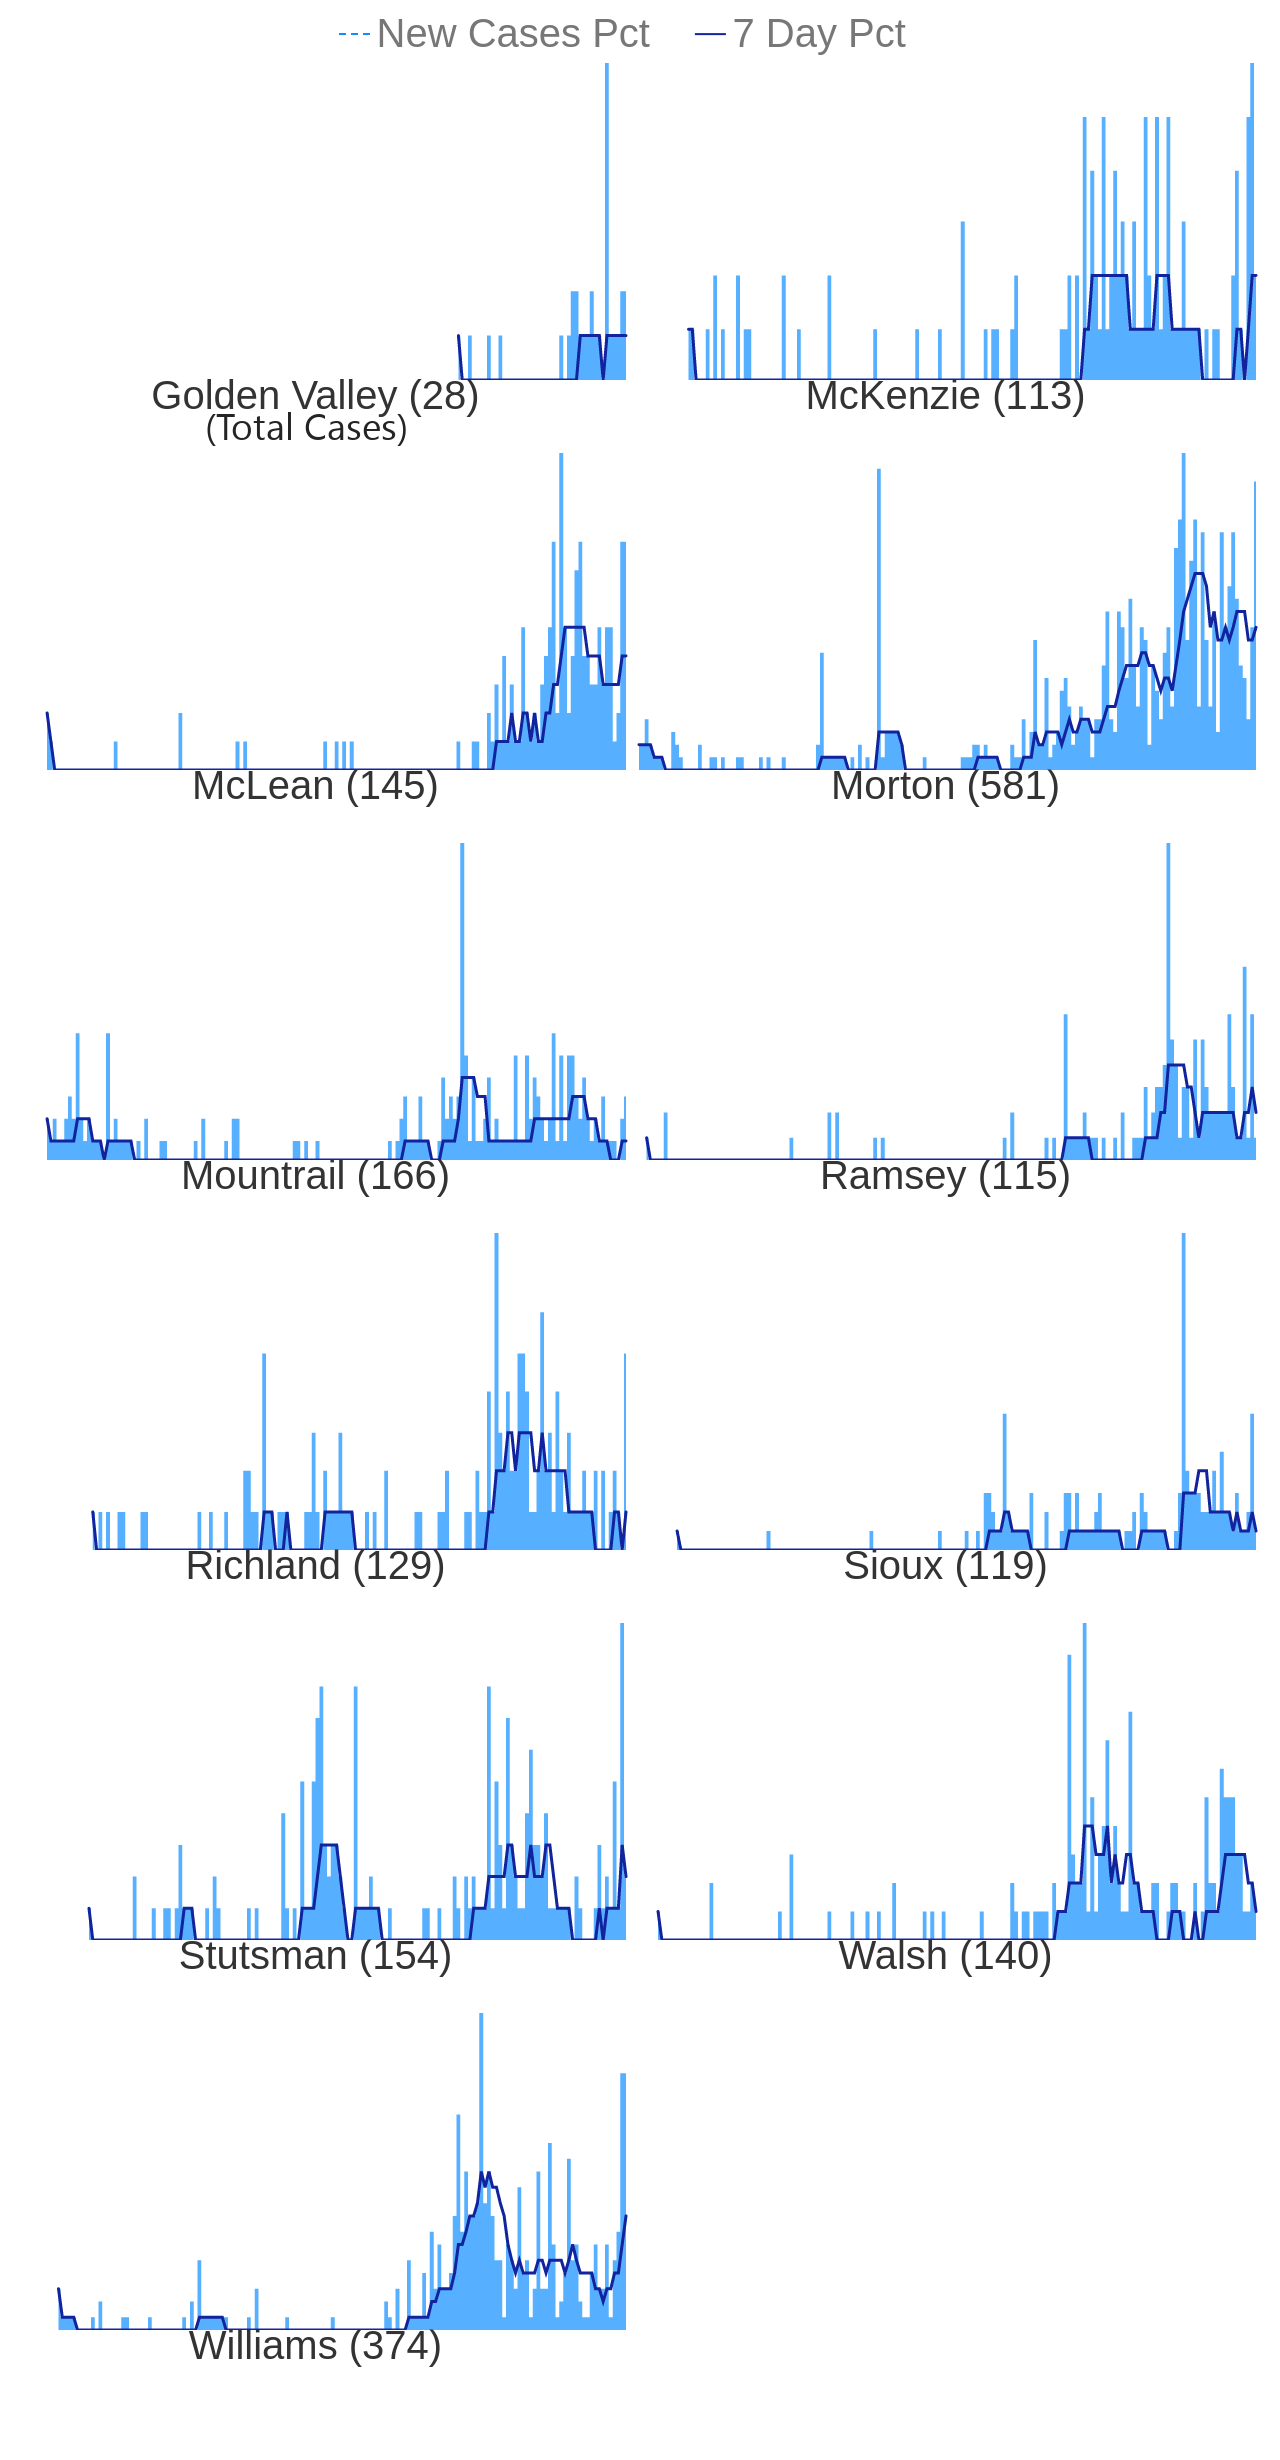 New Cases Pct 7 Day Pct
Golden Valley (28) McKenzie (113)
(Total Cases)
McLean (145) Morton (581)
Mountrail (166) Ramsey (115)
Richland (129) Sioux (119)
Stutsman (154) Walsh (140)
Williams (374)